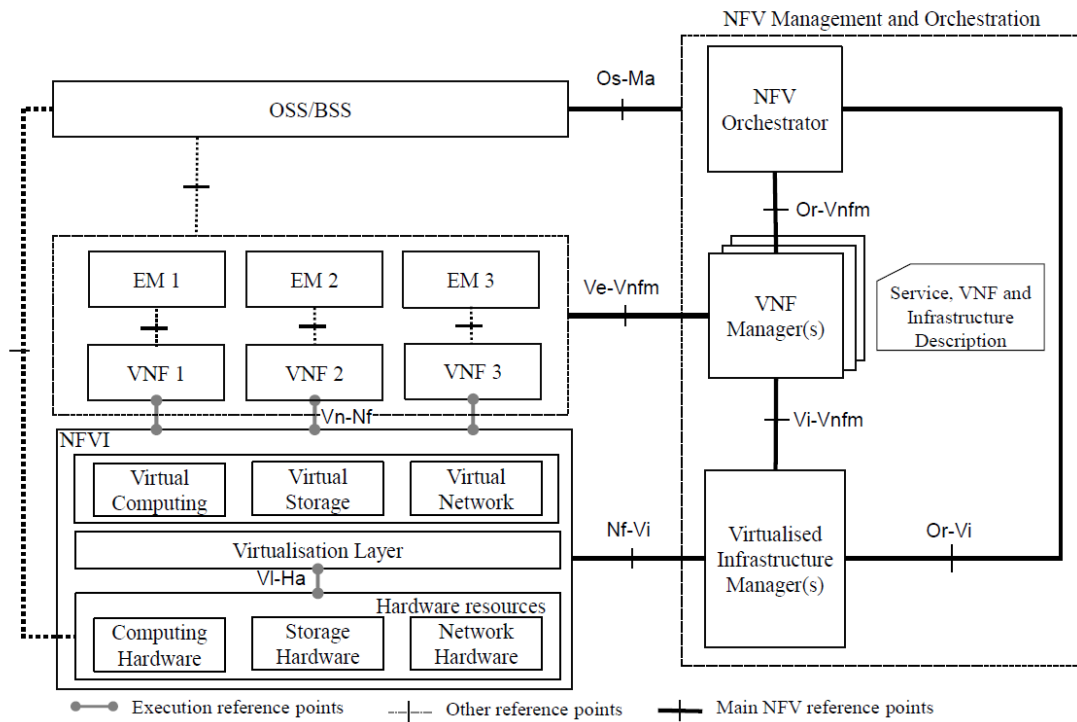 NFV Management and Orchestration
Os-Ma
OSS/BSS
NFV
Orchestrator
Or-Vnfm
EM 1
EM 2
EM 3
Ve-Vnfm
VNF
Manager(s)
Service, VNF and
Infrastructure
Description
VNF 1
VNF 2
VNF 3
Vn-Nf
Vi-Vnfm
NFVI
Virtual
Computing
Virtual
Storage
Virtual
Network
Virtualisation Layer
Nf-Vi
Virtualised
Infrastructure
Manager(s)
Or-Vi
Vl-Ha
Hardware resources
Computing
Hardware
Storage
Hardware
Network
Hardware
Execution reference points
Other reference points
Main NFV reference points